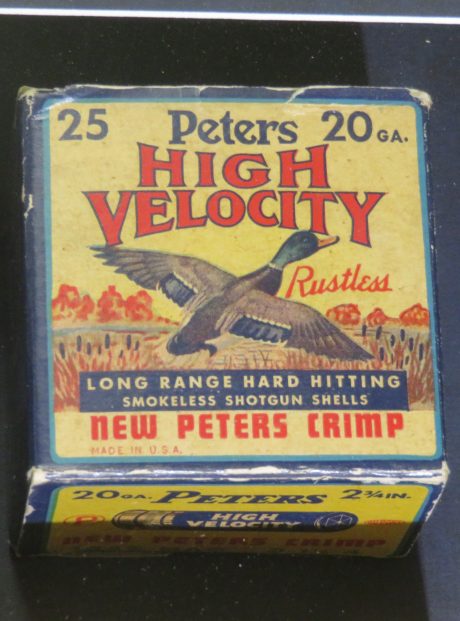 25 Peters 20 GA.
HIGH
VELOCITY
Rustless
LONG RANGE HARD HITTING
SMOKELESS SHOTGUN SHELLS
NEW PETERS CRIMP
MADE IN U.S.A.
20 GA. PETERS 2¾ IN.
HIGH
VELOCITY
NEW PETERS CRIMP